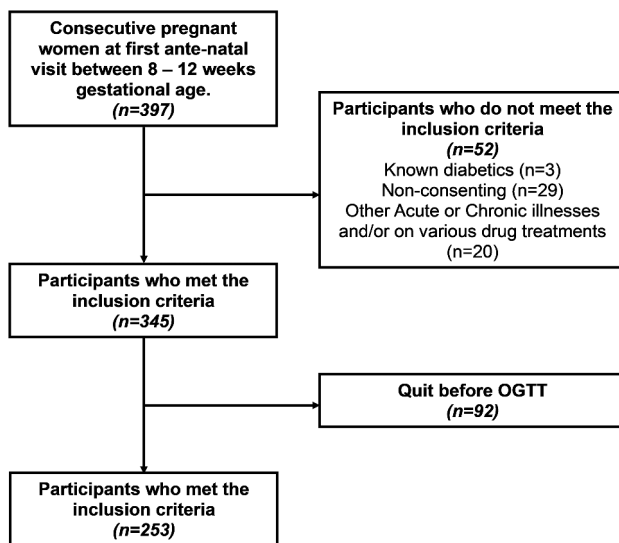 Consecutive pregnant
women at first ante-natal
visit between 8 – 12 weeks
gestational age.
(n=397)
Participants who do not meet the
inclusion criteria
(n=52)
Known diabetics (n=3)
Non-consenting (n=29)
Other Acute or Chronic illnesses
and/or on various drug treatments
(n=20)
Participants who met the
inclusion criteria
(n=345)
Quit before OGTT
(n=92)
Participants who met the
inclusion criteria
(n=253)